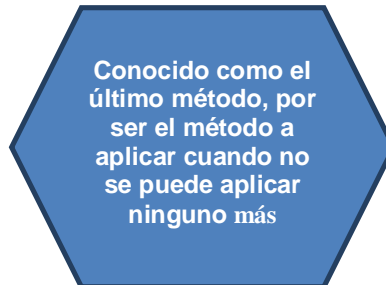 Conocido como el
último método, por
ser el método a
aplicar cuando no
se puede aplicar
ninguno más